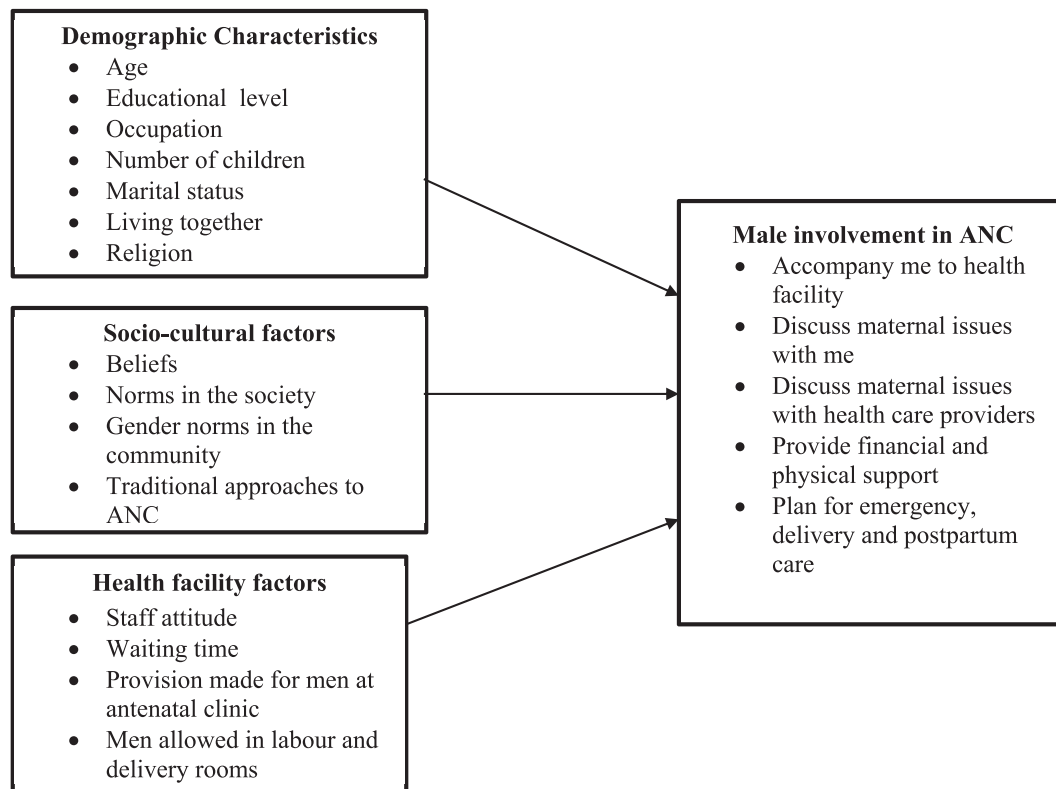 Demographic Characteristics
• Age
• Educational level
• Occupation
• Number of children
• Marital status
• Living together
• Religion
Socio-cultural factors
• Beliefs
• Norms in the society
• Gender norms in the
community
• Traditional approaches to
ANC
Health facility factors
• Staff attitude
• Waiting time
• Provision made for men at
antenatal clinic
• Men allowed in labour and
delivery rooms
Male involvement in ANC
• Accompany me to health
facility
• Discuss maternal issues
with me
• Discuss maternal issues
with health care providers
• Provide financial and
physical support
• Plan for emergency,
delivery and postpartum
care